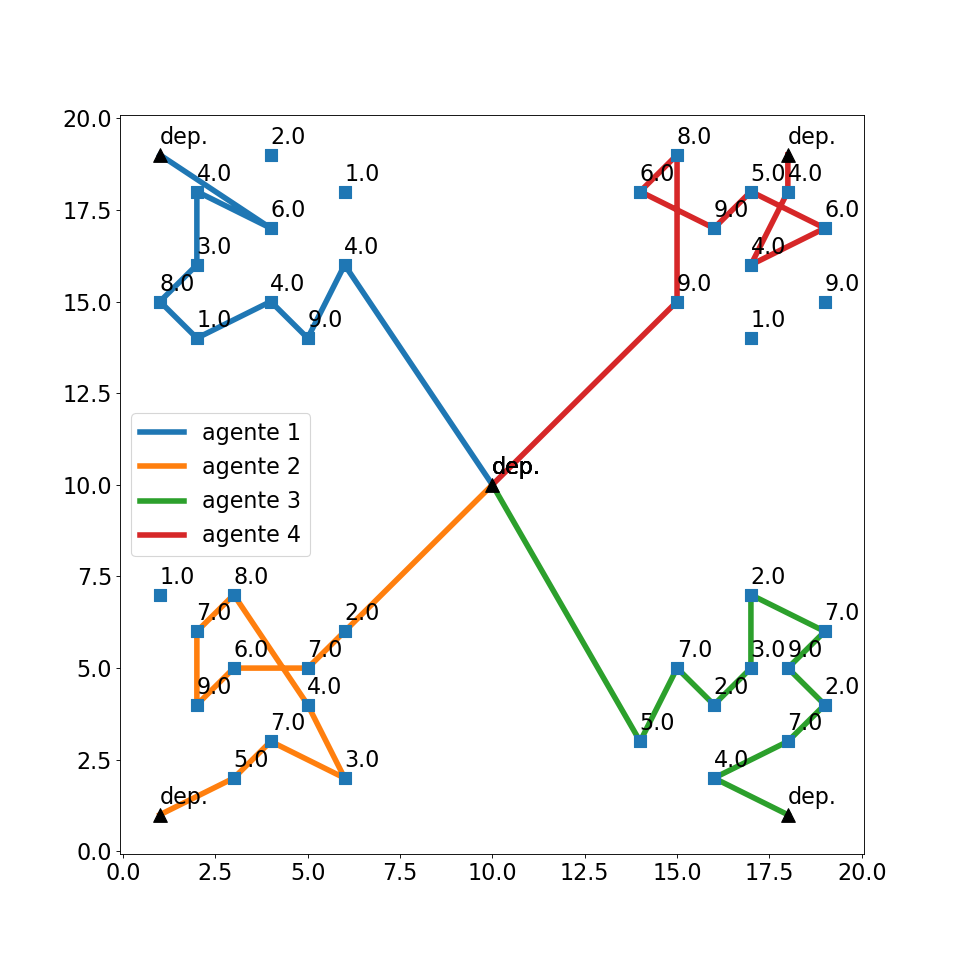 20.0
dep. 2.0 8.0 dep.
4.0 1.0 6.0 5.0 4.0
17.5
6.0 9.0 6.0
3.0 4.0 4.0
15.0
8.0 4.0 9.0 9.0
1.0 9.0 1.0
12.5
agente 1
agente 2
agente 3
agente 4
10.0
dep.
dep.
7.5
1.0 8.0 2.0
7.0 2.0 7.0
5.0
6.0 7.0 7.0 3.0 9.0
9.0 4.0 2.0 2.0
7.0 5.0 7.0
2.5
5.0 3.0 4.0
dep. dep.
0.0
0.0 2.5 5.0 7.5 10.0 12.5 15.0 17.5 20.0